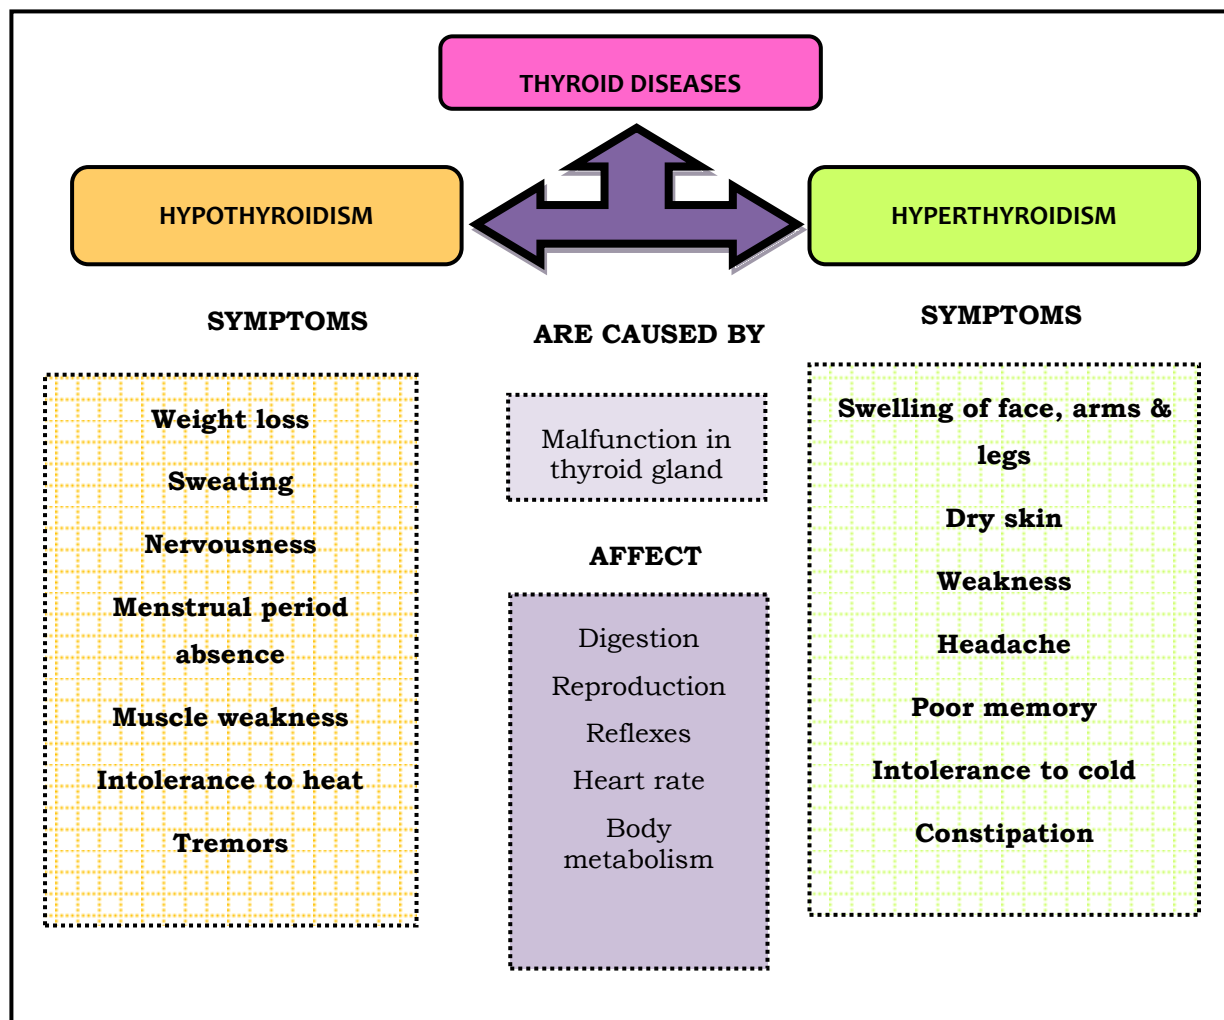 THYROID DISEASES
HYPOTHYROIDISM
HYPERTHYROIDISM
SYMPTOMS
Weight loss
Sweating
Nervousness
Menstrual period
absence
Muscle weakness
Intolerance to heat
Tremors
ARE CAUSED BY
Malfunction in
thyroid gland
AFFECT
Digestion
Reproduction
Reflexes
Heart rate
Body
metabolism
SYMPTOMS
Swelling of face, arms &
legs
Dry skin
Weakness
Headache
Poor memory
Intolerance to cold
Constipation